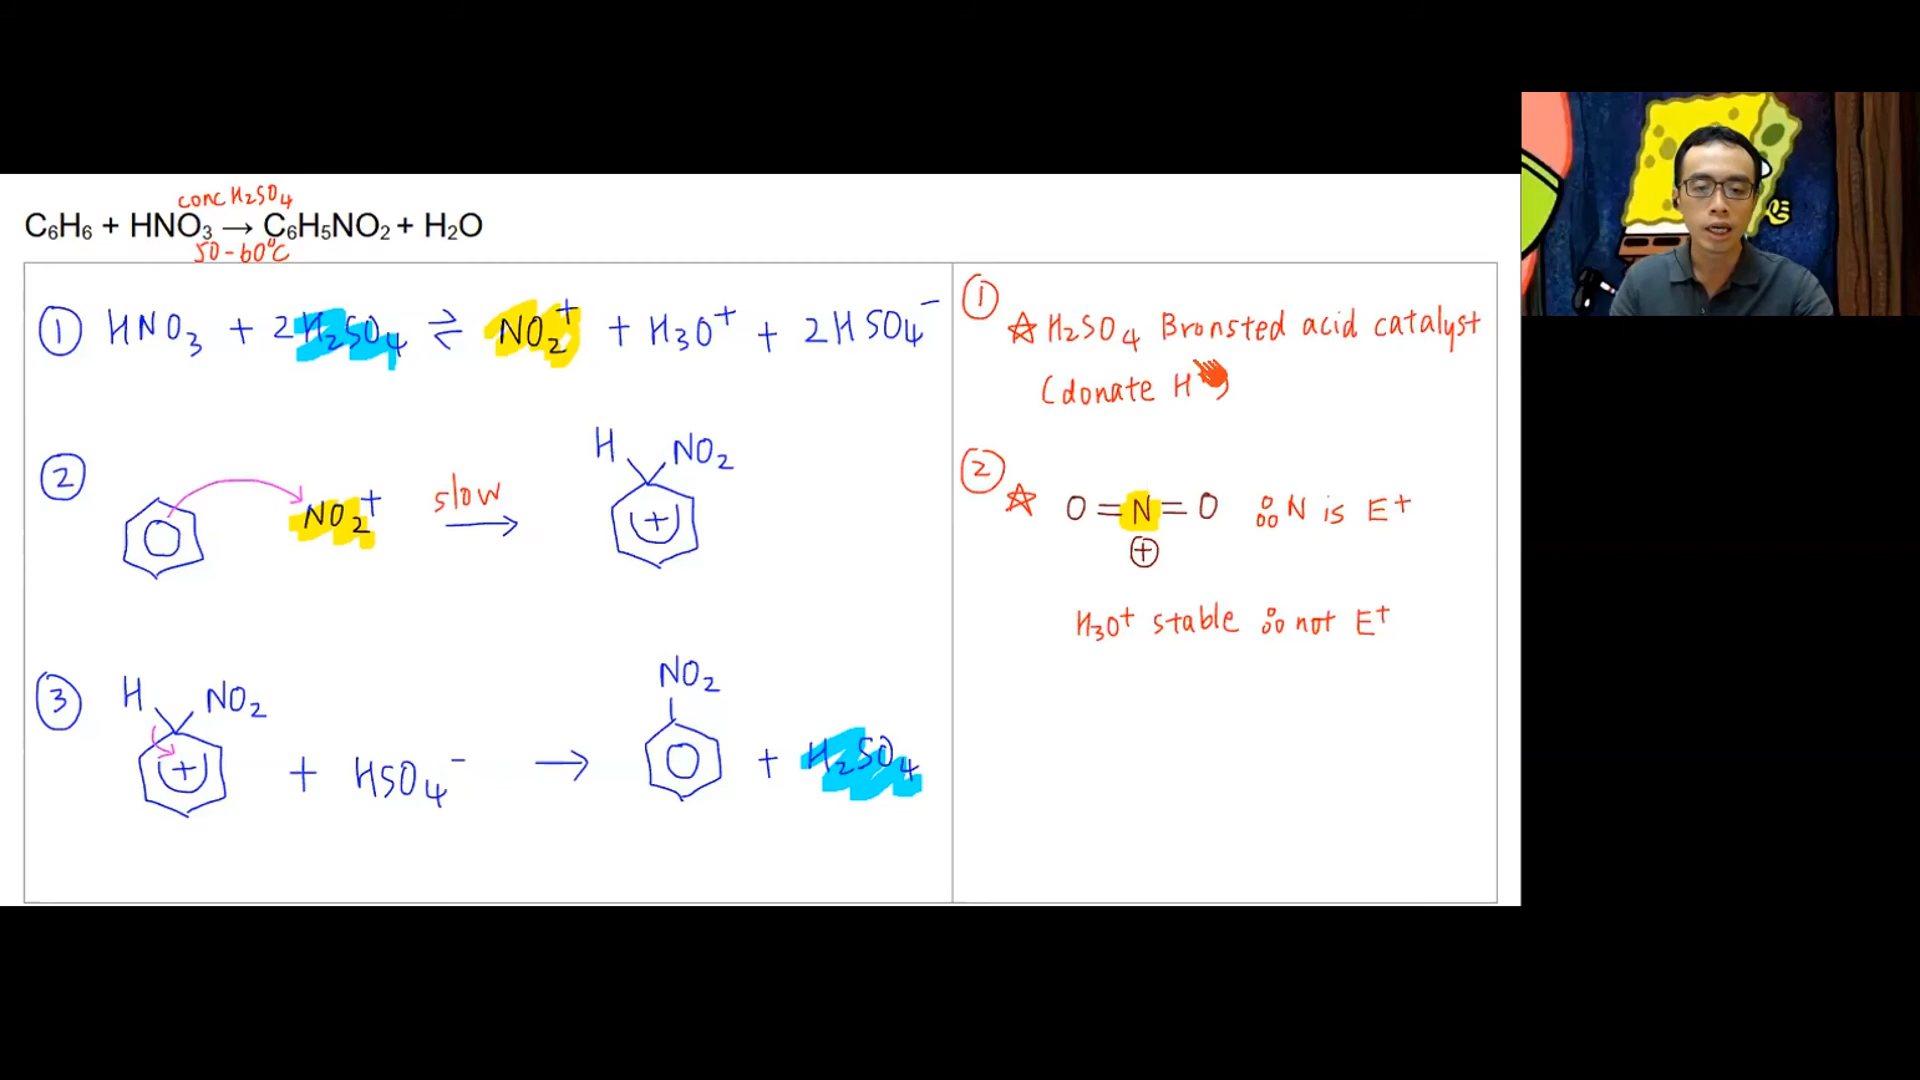 conc H2SO4
C6H6 + HNO3 → C6H5NO2 + H2O
50-60°C
① HNO3 + 2H2SO4 ⇌ NO2+ + H3O+ + 2HSO4−
② NO2+ slow → H NO2 +
③ H NO2 + + HSO4− → NO2 + H2SO4
①
☆ H2SO4 Bronsted acid catalyst
(donate H )
②
☆ O=N=O ∴ N is E+
⊕
H3O+ stable ∴ not E+